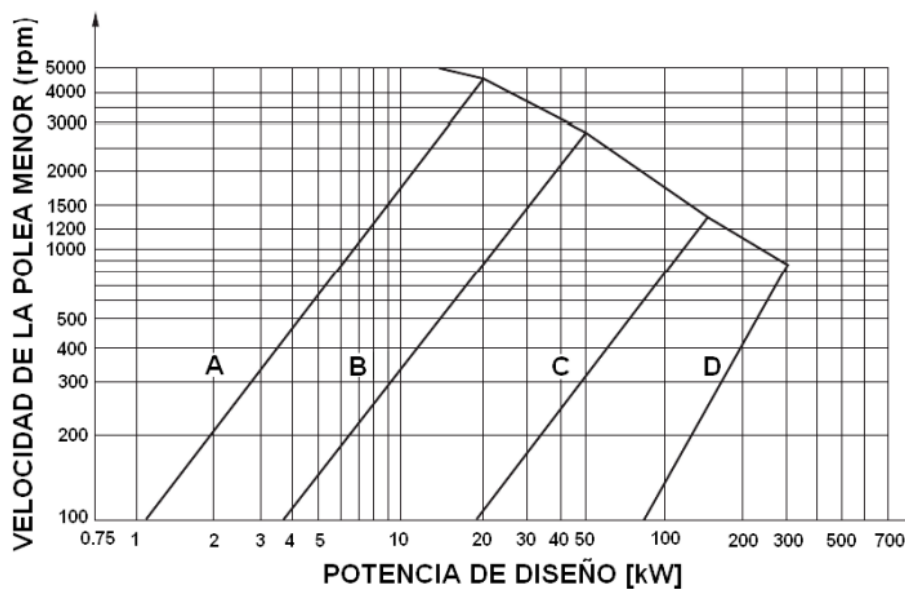 VELOCIDAD DE LA POLEA MENOR (rpm)
5000
4000
3000
2000
1500
1200
1000
500
400
300
200
100
A
B
C
D
0.75 1 2 3 4 5 10 20 30 40 50 100 200 300 500 700
POTENCIA DE DISEÑO [kW]